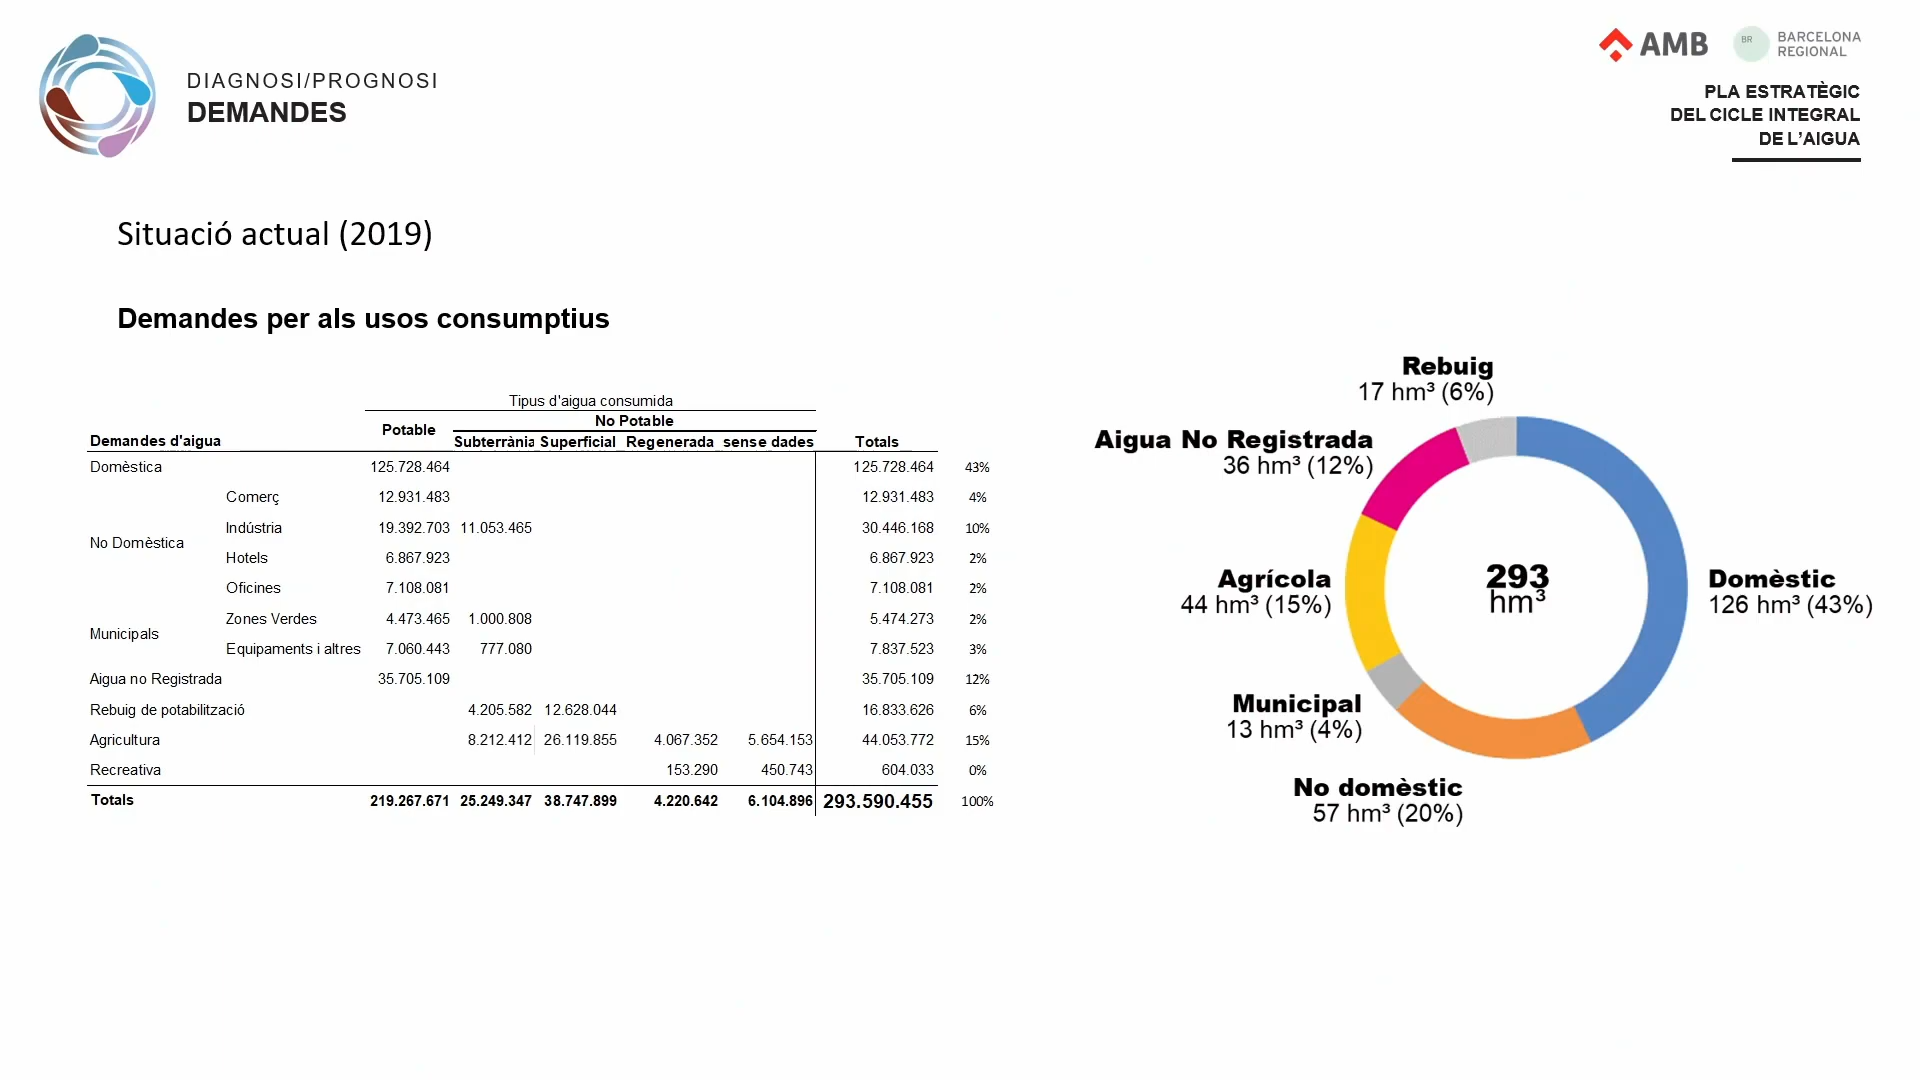 DIAGNOSI/PROGNOSI
DEMANDES
AMB
BR
BARCELONA
REGIONAL
PLA ESTRATÈGIC
DEL CICLE INTEGRAL
DE L’AIGUA
Situació actual (2019)
Demandes per als usos consumptius
Tipus d'aigua consumida
Demandes d'aigua Potable No Potable
Subterrània Superficial Regenerada sense dades Totals
Domèstica 125.728.464 125.728.464 43%
Comerç 12.931.483 12.931.483 4%
Indústria 19.392.703 11.053.465 30.446.168 10%
No Domèstica
Hotels 6.867.923 6.867.923 2%
Oficines 7.108.081 7.108.081 2%
Zones Verdes 4.473.465 1.000.808 5.474.273 2%
Municipals
Equipaments i altres 7.060.443 777.080 7.837.523 3%
Aigua no Registrada 35.705.109 35.705.109 12%
Rebuig de potabilització 4.205.582 12.628.044 16.833.626 6%
Agricultura 8.212.412 26.119.855 4.067.352 5.654.153 44.053.772 15%
Recreativa 153.290 450.743 604.033 0%
Totals 219.267.671 25.249.347 38.747.899 4.220.642 6.104.896 293.590.455 100%
Rebuig
17 hm³ (6%)
Aigua No Registrada
36 hm³ (12%)
Agrícola
44 hm³ (15%)
293
hm³
Domèstic
126 hm³ (43%)
Municipal
13 hm³ (4%)
No domèstic
57 hm³ (20%)